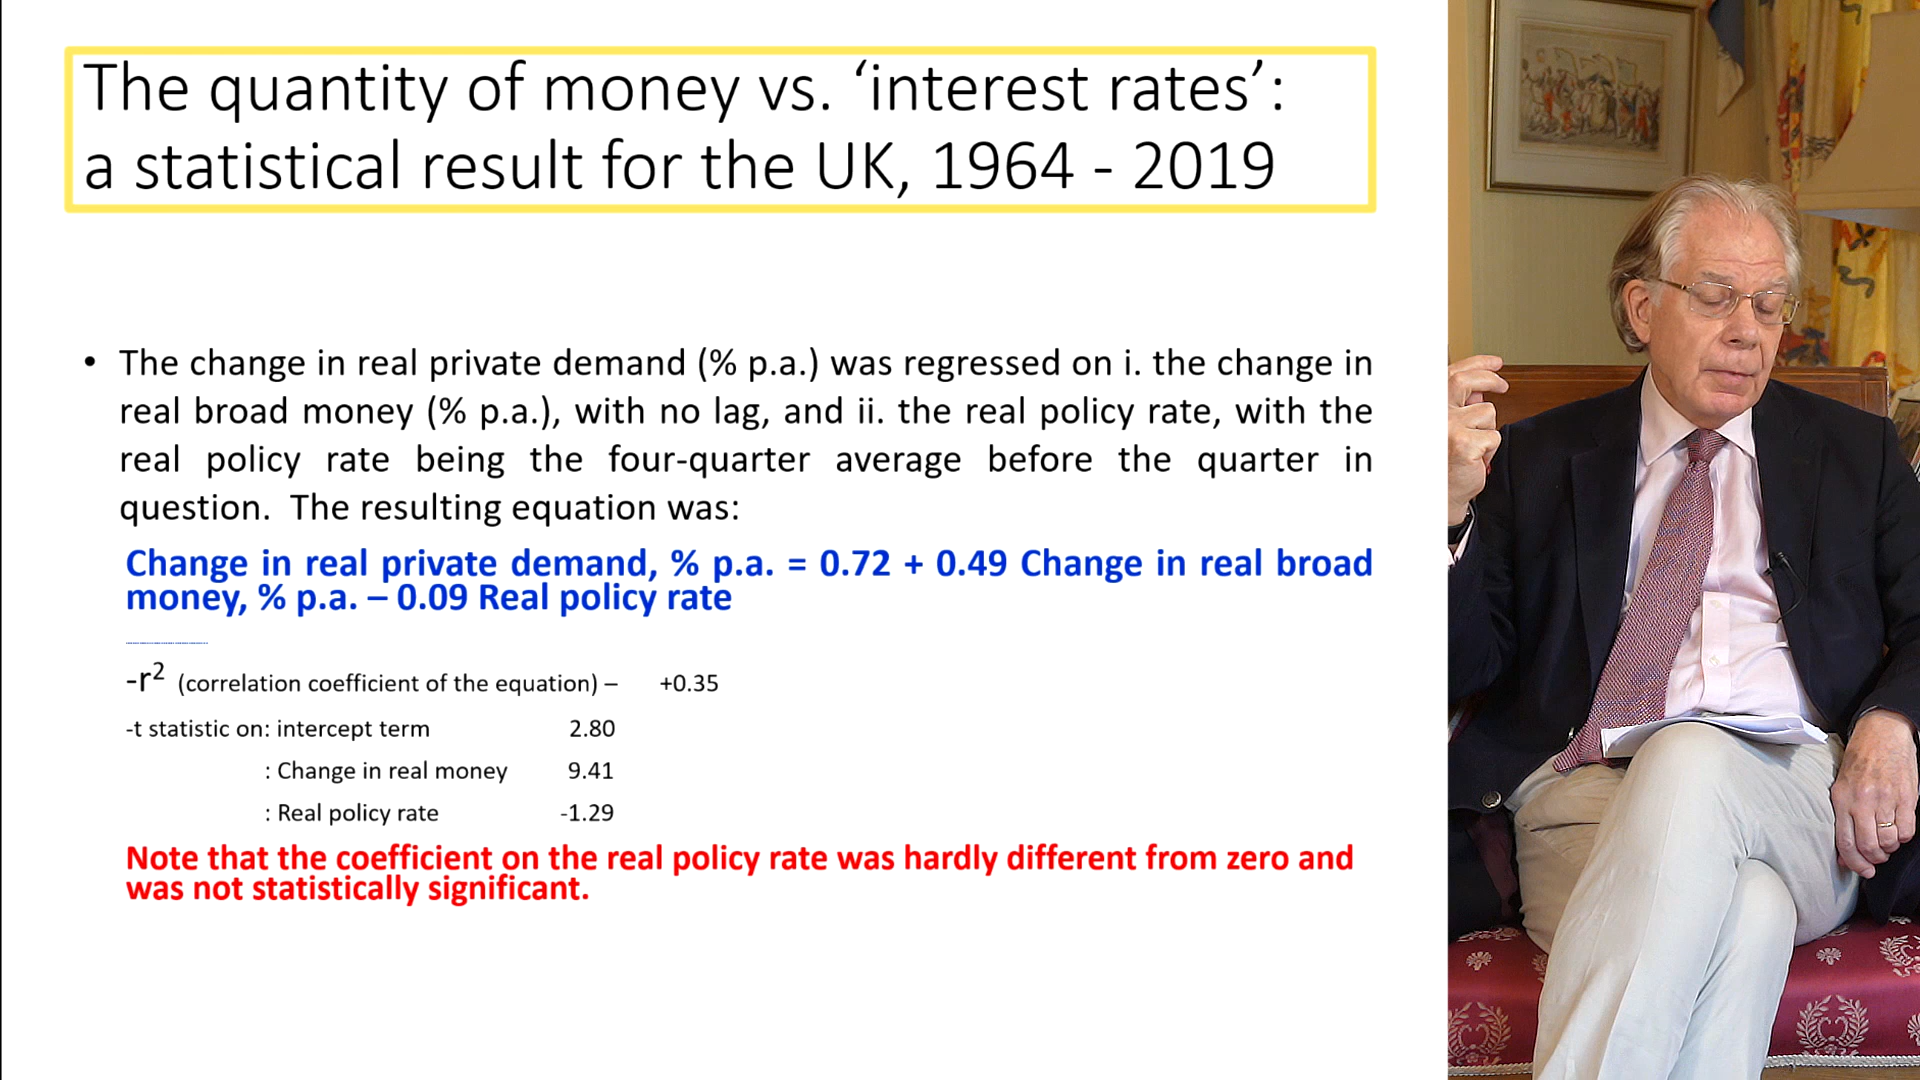 The quantity of money vs. ‘interest rates’:
a statistical result for the UK, 1964 - 2019
• The change in real private demand (% p.a.) was regressed on i. the change in
real broad money (% p.a.), with no lag, and ii. the real policy rate, with the
real policy rate being the four-quarter average before the quarter in
question. The resulting equation was:
Change in real private demand, % p.a. = 0.72 + 0.49 Change in real broad
money, % p.a. – 0.09 Real policy rate
-r² (correlation coefficient of the equation) – +0.35
-t statistic on: intercept term 2.80
: Change in real money 9.41
: Real policy rate -1.29
Note that the coefficient on the real policy rate was hardly different from zero and
was not statistically significant.